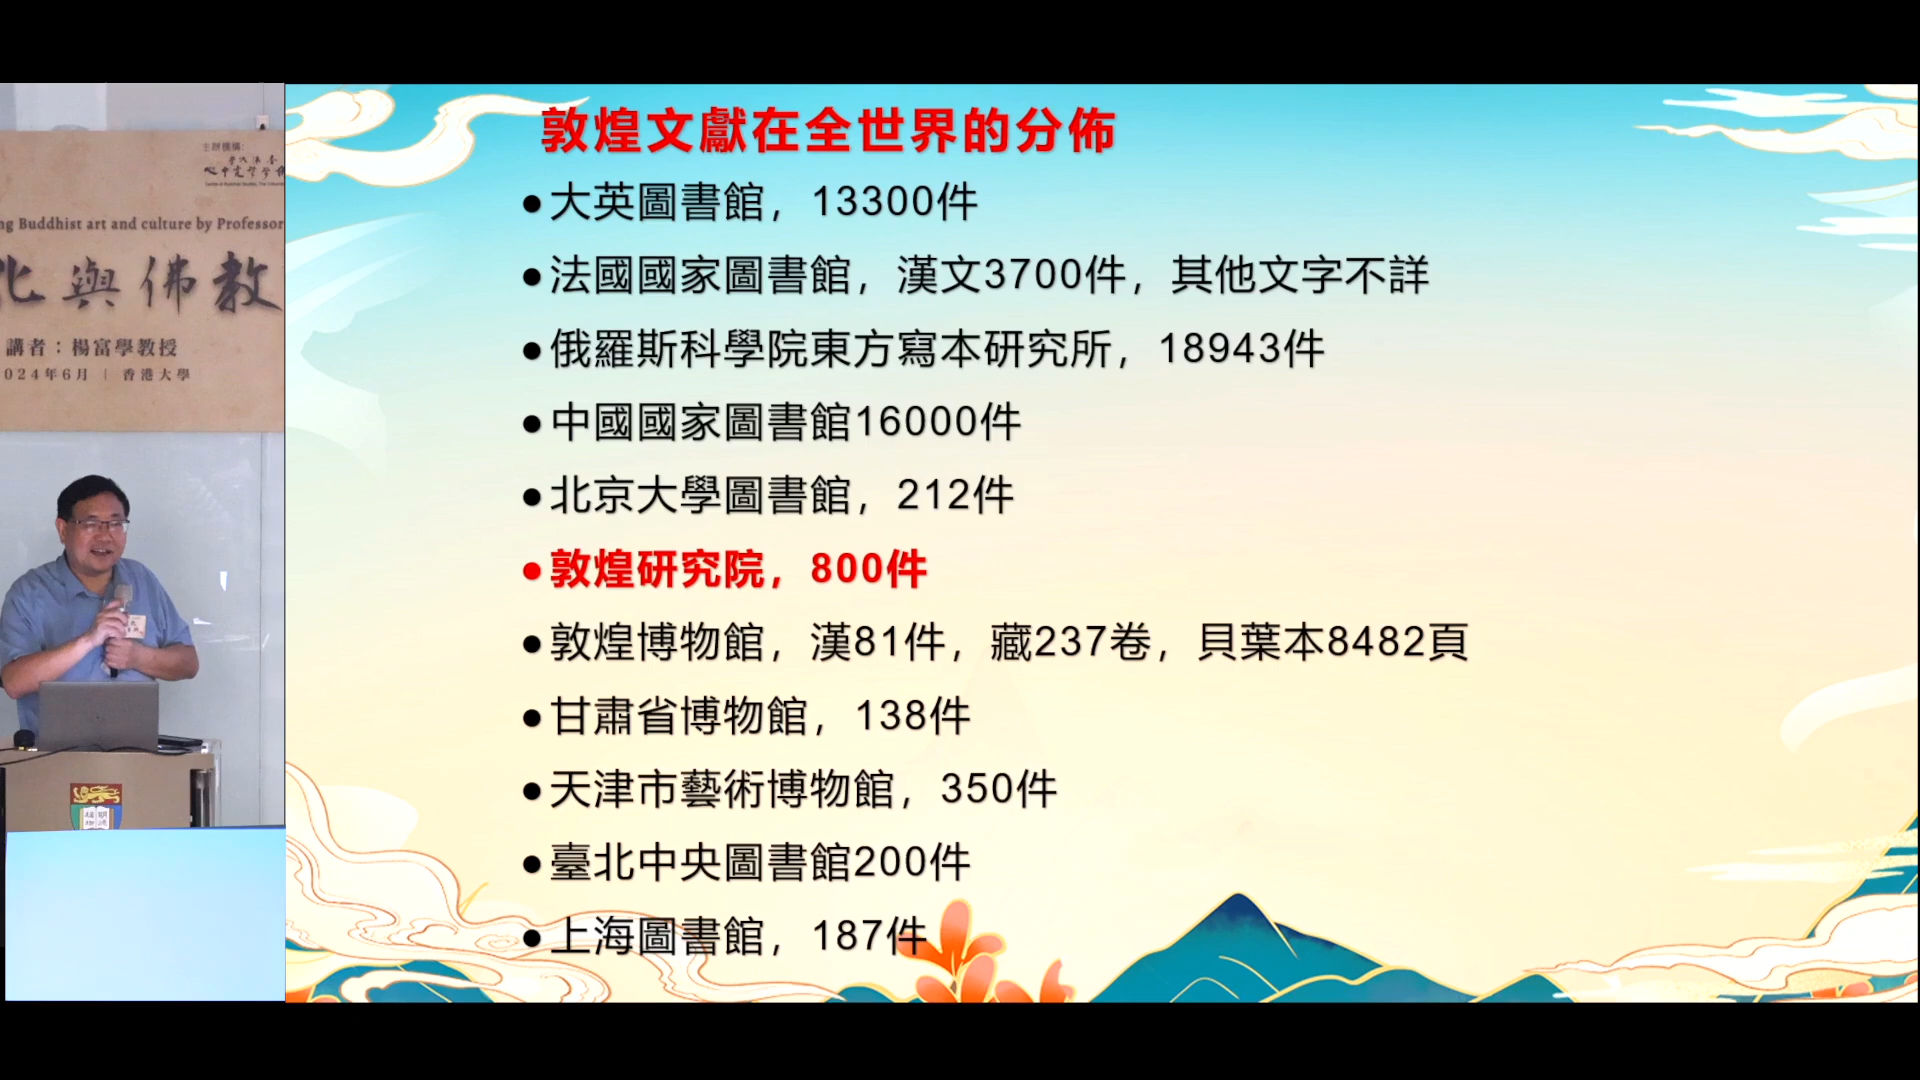 主辦機構:
ng Buddhist art and culture by Professor
化與佛教
講者：楊富學教授
024年6月 | 香港大學
敦煌文獻在全世界的分佈
●大英圖書館，13300件
●法國國家圖書館，漢文3700件，其他文字不詳
●俄羅斯科學院東方寫本研究所，18943件
●中國國家圖書館16000件
●北京大學圖書館，212件
●敦煌研究院，800件
●敦煌博物館，漢81件，藏237卷，貝葉本8482頁
●甘肅省博物館，138件
●天津市藝術博物館，350件
●臺北中央圖書館200件
●上海圖書館，187件